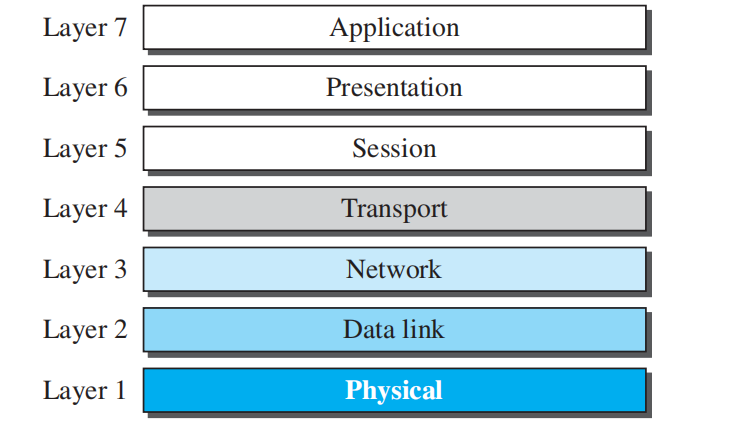 Layer 7 Application
Layer 6 Presentation
Layer 5 Session
Layer 4 Transport
Layer 3 Network
Layer 2 Data link
Layer 1 Physical